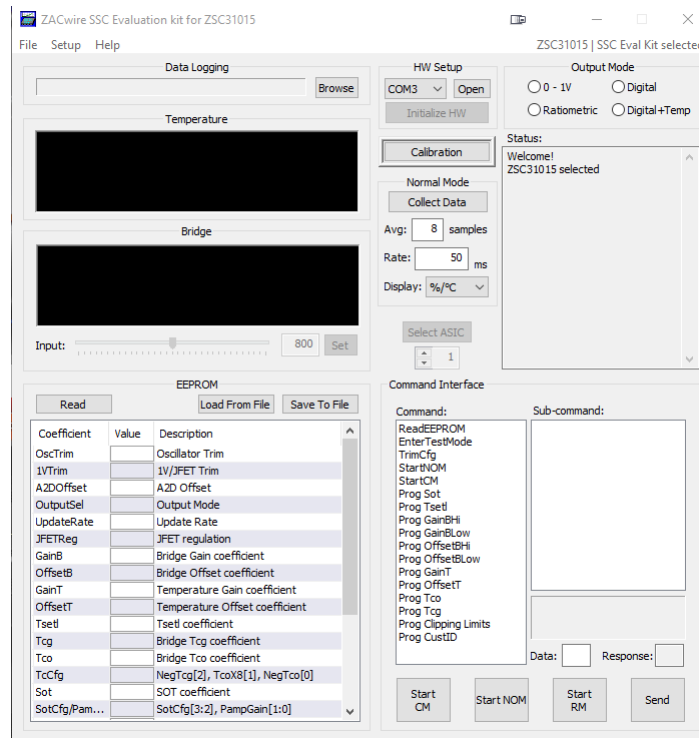 ZACwire SSC Evaluation kit for ZSC31015
File Setup Help
ZSC31015 | SSC Eval Kit selected
Data Logging
Browse
Temperature
Bridge
Input:
800
Set
HW Setup
COM3
Open
Initialize HW
Calibration
Normal Mode
Collect Data
Avg: 8 samples
Rate: 50 ms
Display: %/°C
Select ASIC
1
Output Mode
0 - 1V
Digital
Ratiometric
Digital+Temp
Status:
Welcome!
ZSC31015 selected
EEPROM
Read
Load From File
Save To File
Coefficient Value Description
OscTrim Oscillator Trim
1VTrim 1V/JFET Trim
A2DOffset A2D Offset
OutputSel Output Mode
UpdateRate Update Rate
JFETReg JFET regulation
GainB Bridge Gain coefficient
OffsetB Bridge Offset coefficient
GainT Temperature Gain coefficient
OffsetT Temperature Offset coefficient
Tsetl Tsetl coefficient
Tcg Bridge Tcg coefficient
Tco Bridge Tco coefficient
TcCfg NegTcg[2], TcoX8[1], NegTco[0]
Sot SOT coefficient
SotCfg/Pam... SotCfg[3:2], PampGain[1:0]
Command Interface
Command:
ReadEEPROM
EnterTestMode
TrimCfg
StartNOM
StartCM
Prog Sot
Prog Tsetl
Prog GainBHi
Prog GainBLow
Prog OffsetBHi
Prog OffsetBLow
Prog GainT
Prog OffsetT
Prog Tco
Prog Tcg
Prog Clipping Limits
Prog CustID
Sub-command:
Data:
Response:
Start
CM
Start NOM
Start
RM
Send